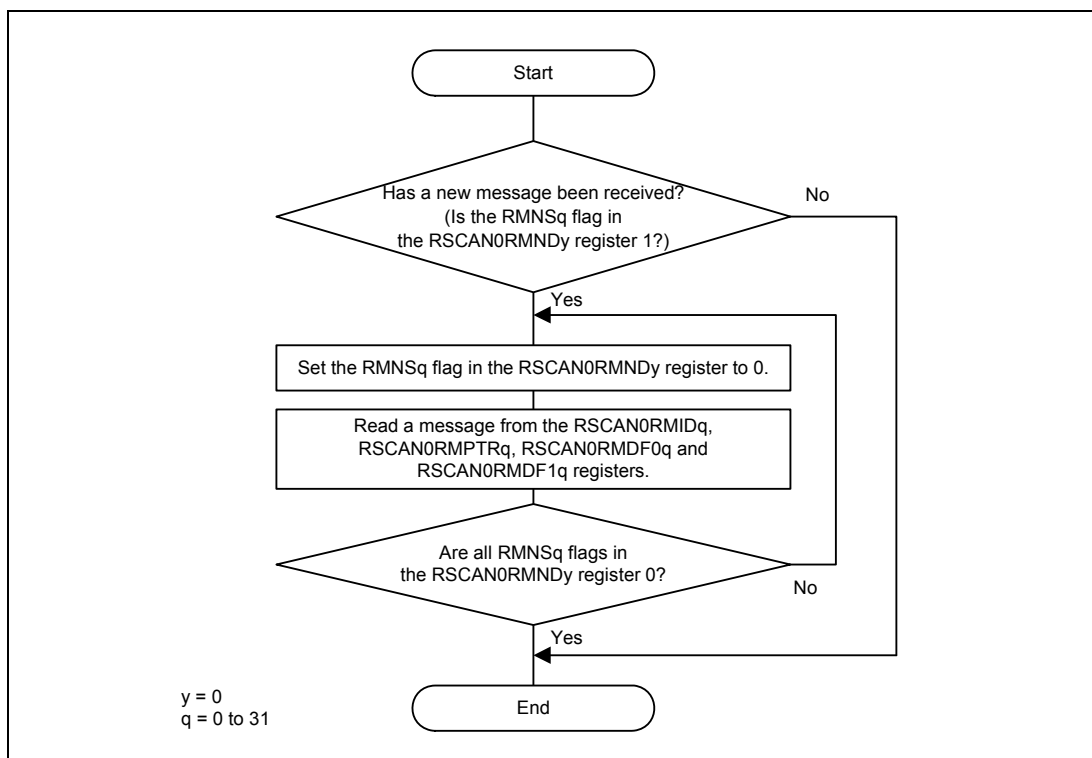 Start
Has a new message been received?
(Is the RMNSq flag in
the RSCAN0RMNDy register 1?)
No
Yes
Set the RMNSq flag in the RSCAN0RMNDy register to 0.
Read a message from the RSCAN0RMIDq,
RSCAN0RMPTRq, RSCAN0RMDF0q and
RSCAN0RMDF1q registers.
Are all RMNSq flags in
the RSCAN0RMNDy register 0?
No
Yes
End
y = 0
q = 0 to 31